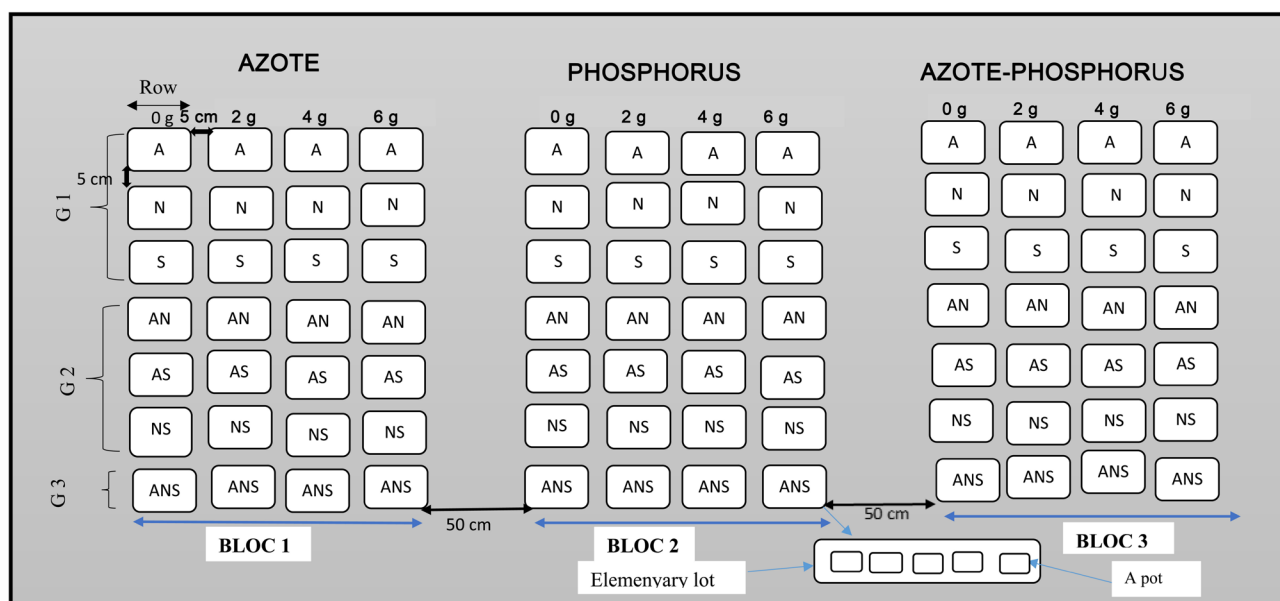 AZOTE PHOSPHORUS AZOTE-PHOSPHORUS
Row
0 g 5 cm 2 g 4 g 6 g 0 g 2 g 4 g 6 g 0 g 2 g 4 g 6 g
A A A A A A A A A A A A
5 cm
G 1
N N N N N N N N N N N N
S S S S S S S S S S S S
AN AN AN AN AN AN AN AN AN AN AN AN
G 2
AS AS AS AS AS AS AS AS AS AS AS AS
NS NS NS NS NS NS NS NS NS NS NS NS
G 3
ANS ANS ANS ANS ANS ANS ANS ANS ANS ANS ANS ANS
50 cm 50 cm
BLOC 1 BLOC 2 BLOC 3
Elemenyary lot A pot